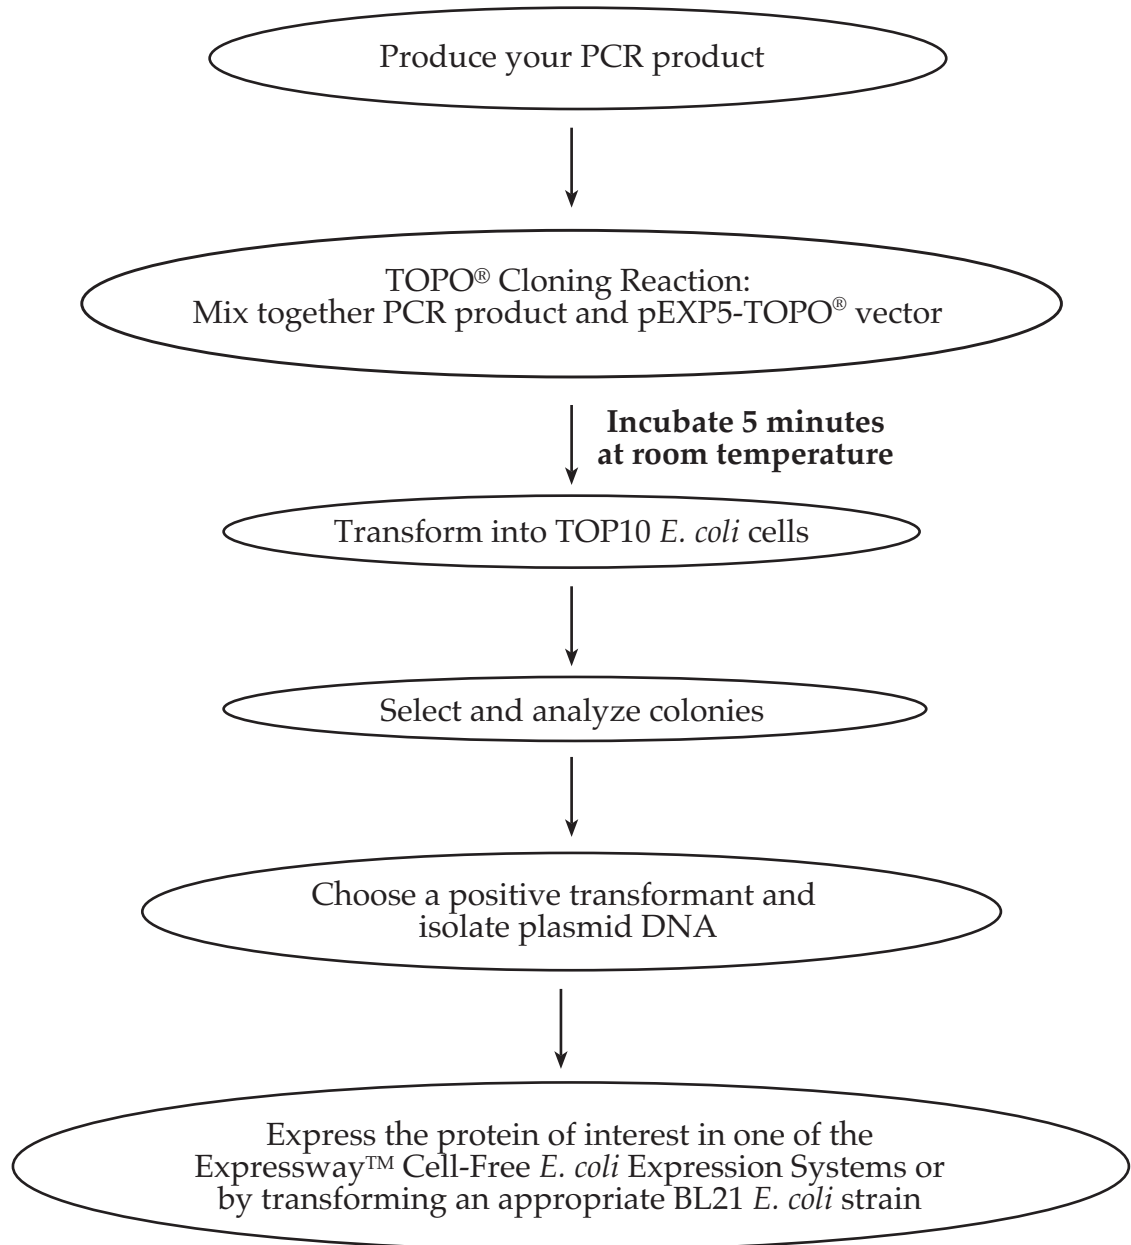 Produce your PCR product
TOPO® Cloning Reaction:
Mix together PCR product and pEXP5-TOPO® vector
Incubate 5 minutes
at room temperature
Transform into TOP10 E. coli cells
Select and analyze colonies
Choose a positive transformant and
isolate plasmid DNA
Express the protein of interest in one of the
Expressway™ Cell-Free E. coli Expression Systems or
by transforming an appropriate BL21 E. coli strain